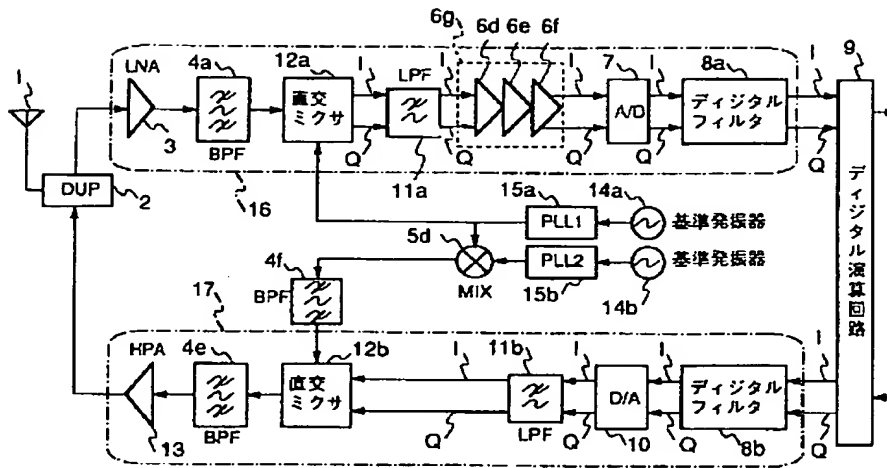 6g
6d
6e
6f
4a
12a
7
8a
9
1
LNA
直交
ミクサ
I
LPF
I
I
A/D
I
ディジタル
フィルタ
I
3
BPF
Q
11a
Q
Q
Q
Q
DUP
2
16
15a
14a
PLL1
基準発振器
5d
4f
MIX
PLL2
基準発振器
15b
14b
BPF
17
12b
ディジタル演算回路
HPA
4e
直交
ミクサ
I
11b
I
D/A
I
ディジタル
フィルタ
I
13
BPF
Q
LPF
Q
10
Q
8b
Q